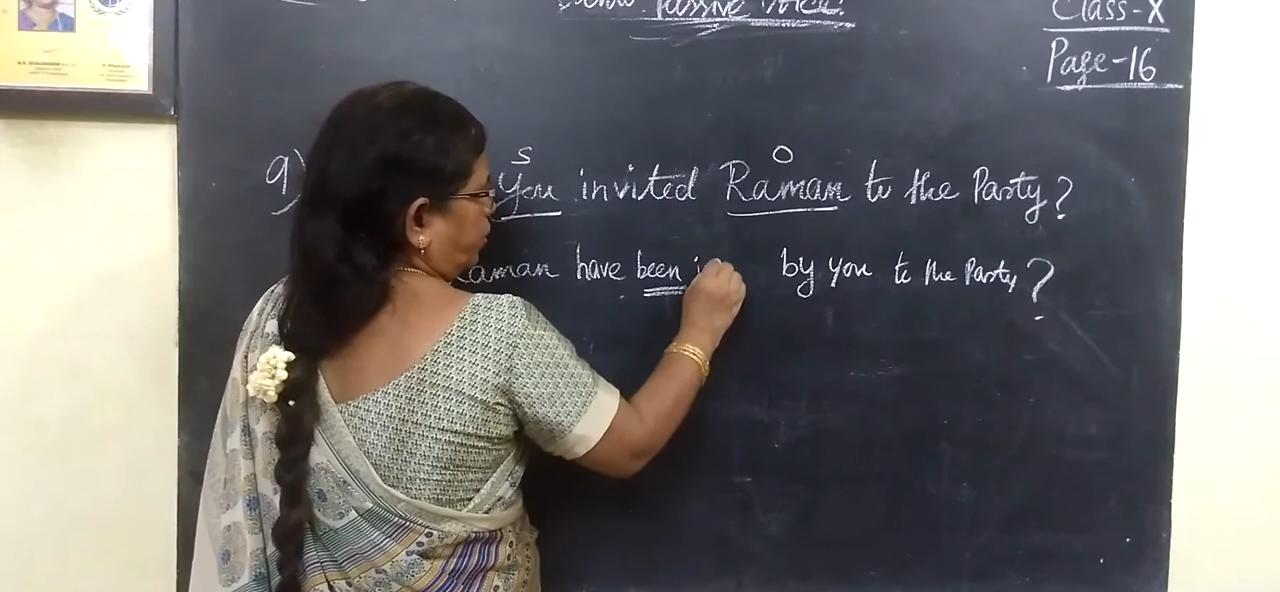 Passive Voice
Class-X
Page-16
9)
S O
You invited Raman to the Party?
Raman have been by you to the Party?